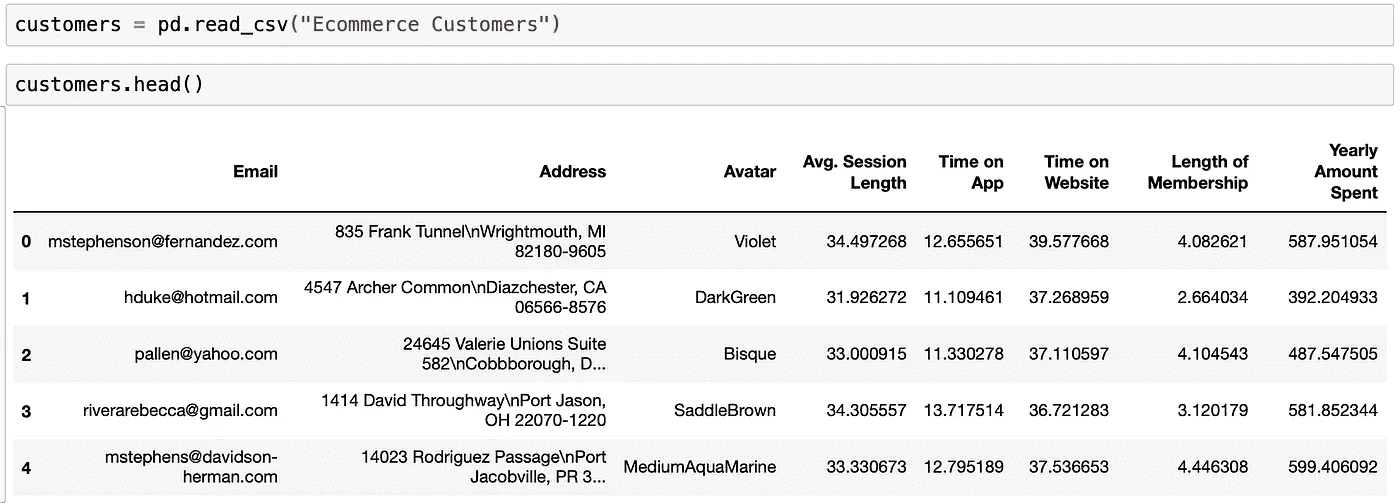 customers = pd.read_csv("Ecommerce Customers")
customers.head()
Email Address Avatar Avg. Session Length Time on App Time on Website Length of Membership Yearly Amount Spent
0 mstephenson@fernandez.com 835 Frank Tunnel\nWrightmouth, MI 82180-9605 Violet 34.497268 12.655651 39.577668 4.082621 587.951054
1 hduke@hotmail.com 4547 Archer Common\nDiazchester, CA 06566-8576 DarkGreen 31.926272 11.109461 37.268959 2.664034 392.204933
2 pallen@yahoo.com 24645 Valerie Unions Suite 582\nCobbborough, D... Bisque 33.000915 11.330278 37.110597 4.104543 487.547505
3 riverarebecca@gmail.com 1414 David Throughway\nPort Jason, OH 22070-1220 SaddleBrown 34.305557 13.717514 36.721283 3.120179 581.852344
4 mstephens@davidson-herman.com 14023 Rodriguez Passage\nPort Jacobville, PR 3... MediumAquaMarine 33.330673 12.795189 37.536653 4.446308 599.406092